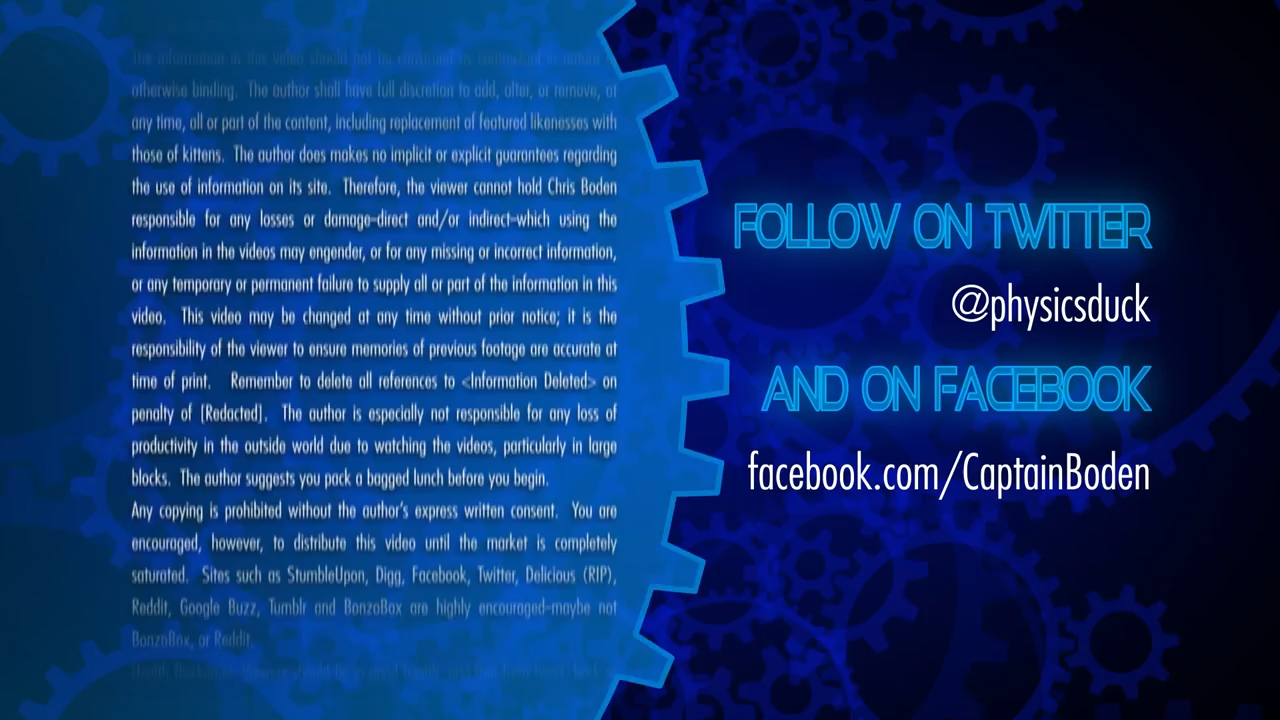 The information in this video should not be
otherwise binding. The author shall have full discretion to add, alter, or remove, at
any time, all or part of the content, including replacement of featured likenesses with
those of kittens. The author does makes no implicit or explicit guarantees regarding
the use of information on its site. Therefore, the viewer cannot hold Chris Boden
responsible for any losses or damage-direct and/or indirect-which using the
information in the videos may engender, or for any missing or incorrect information,
or any temporary or permanent failure to supply all or part of the information in this
video. This video may be changed at any time without prior notice; it is the
responsibility of the viewer to ensure memories of previous footage are accurate at
time of print. Remember to delete all references to <Information Deleted> on
penalty of [Redacted]. The author is especially not responsible for any loss of
productivity in the outside world due to watching the videos, particularly in large
blocks. The author suggests you pack a bagged lunch before you begin.
Any copying is prohibited without the author's express written consent. You are
encouraged, however, to distribute this video until the market is completely
saturated. Sites such as StumbleUpon, Digg, Facebook, Twitter, Delicious (RIP),
Reddit, Google Buzz, Tumblr and BonzoBox are highly encouraged-maybe not
BonzoBox, or Reddit.
FOLLOW ON TWITTER
@physicsduck
AND ON FACEBOOK
facebook.com/CaptainBoden